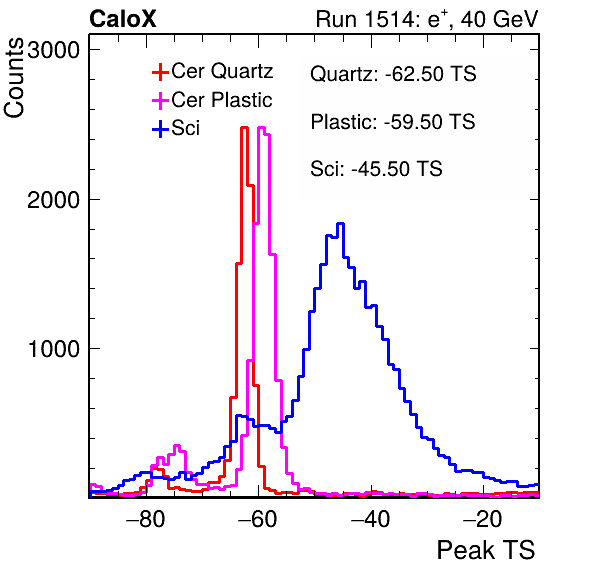 CaloX Run 1514: e+, 40 GeV
Counts
3000
2000
1000
Cer Quartz
Cer Plastic
Sci
Quartz: -62.50 TS
Plastic: -59.50 TS
Sci: -45.50 TS
−80 −60 −40 −20
Peak TS